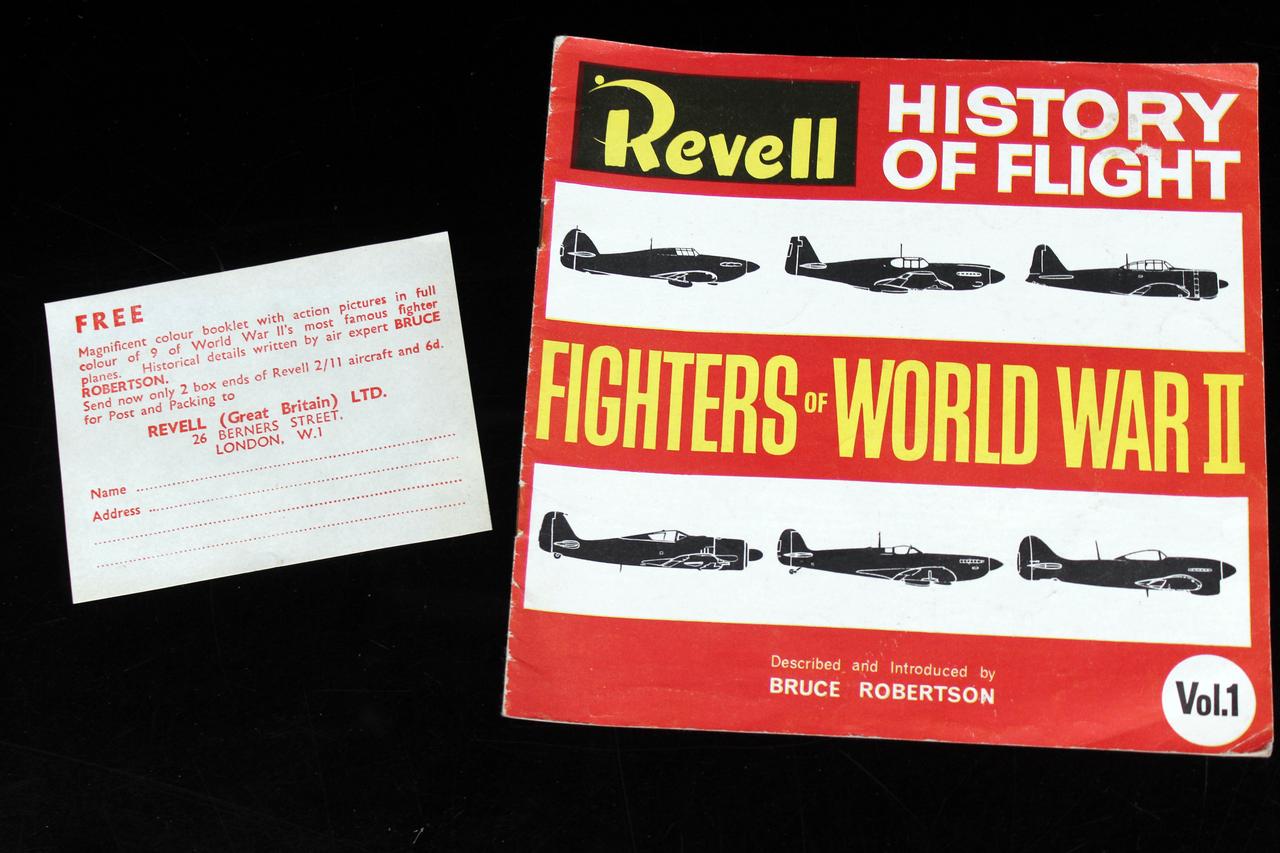 FREE
Magnificent colour booklet with action pictures in full
colour of 9 of World War II's most famous fighter
planes. Historical details written by air expert BRUCE
ROBERTSON.
Send now only 2 box ends of Revell 2/11 aircraft and 6d.
for Post and Packing to
REVELL (Great Britain) LTD.
26 BERNERS STREET,
LONDON, W.1
Name
Address
Revell
HISTORY
OF FLIGHT
FIGHTERS OF WORLD WAR II
Described and Introduced by
BRUCE ROBERTSON
Vol.1